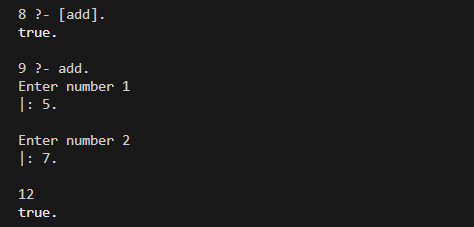 8 ?- [add].
true.
9 ?- add.
Enter number 1
|: 5.
Enter number 2
|: 7.
12
true.